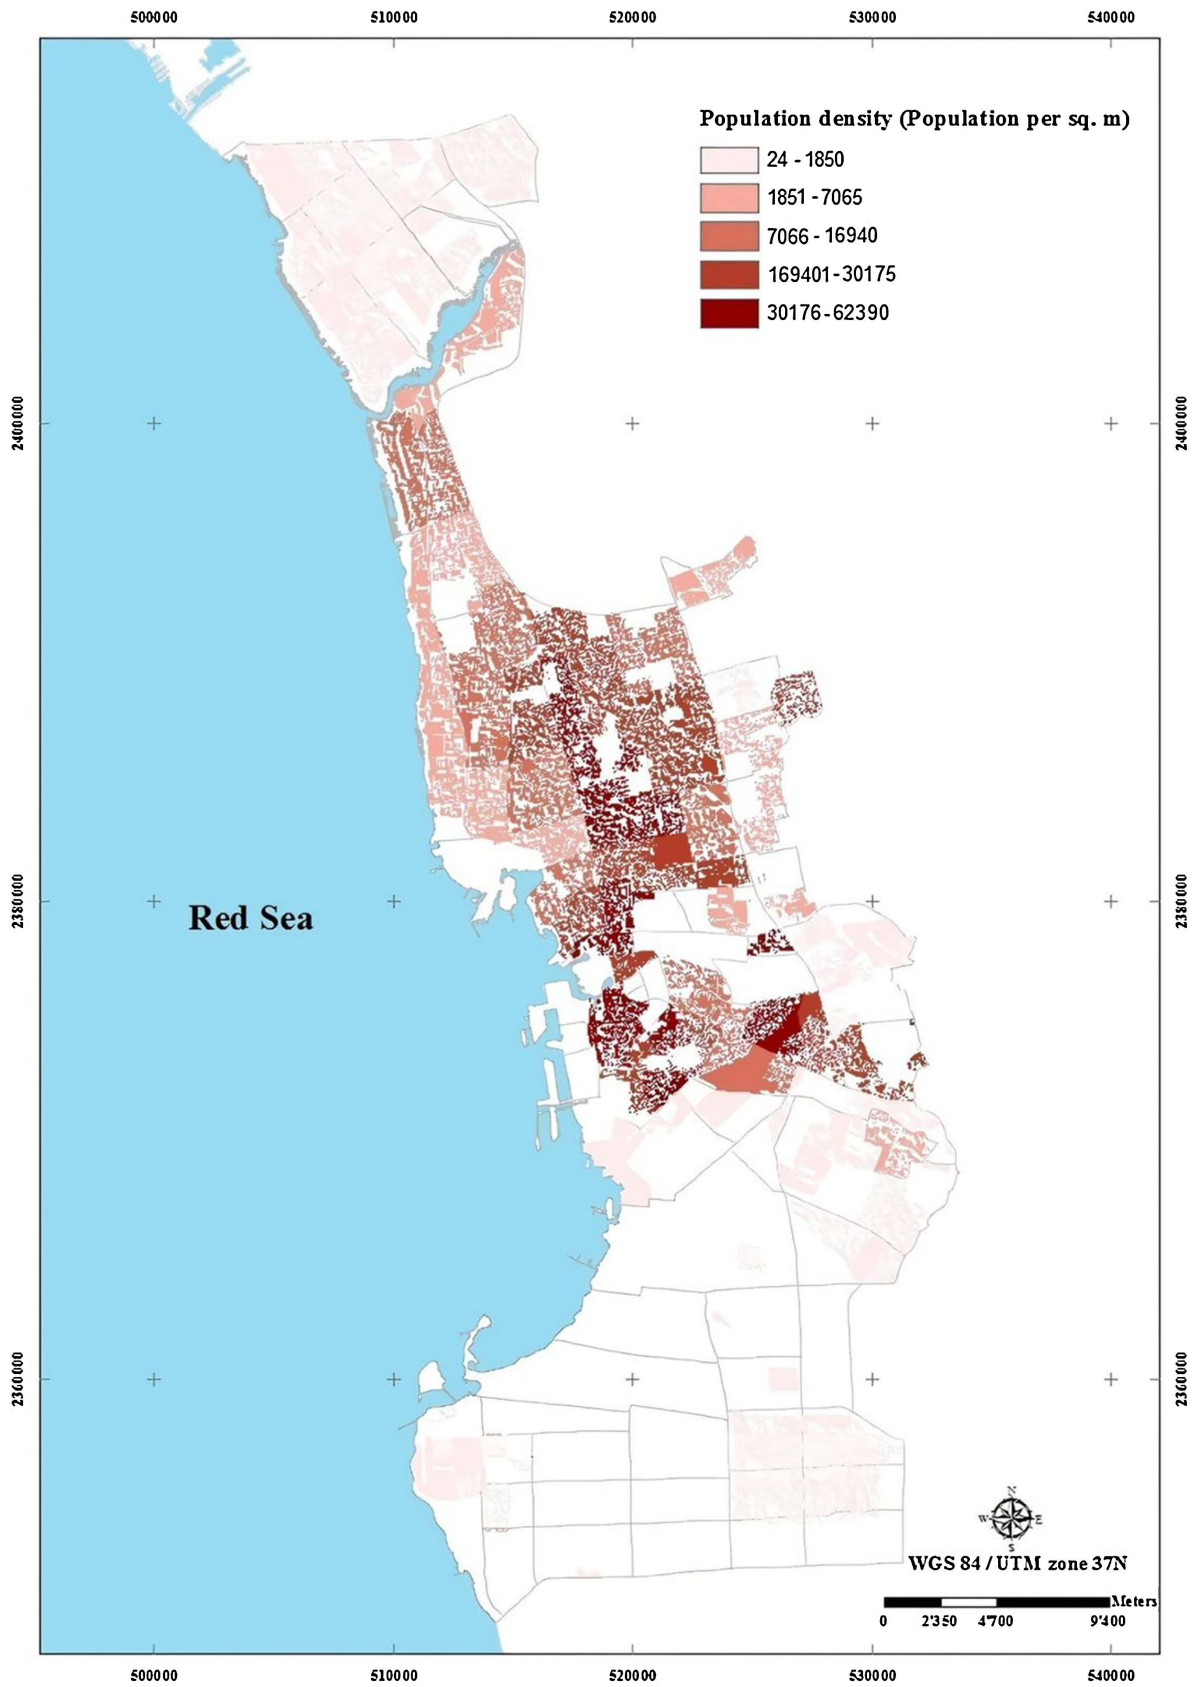 500000 510000 520000 530000 540000
Population density (Population per sq. m)
24 - 1850
1851 - 7065
7066 - 16940
169401 - 30175
30176 - 62390
2400000 2400000
Red Sea
2380000 2380000
2360000 2360000
N
W E
S
WGS 84 / UTM zone 37N
Meters
0 2'350 4'700 9'400
500000 510000 520000 530000 540000